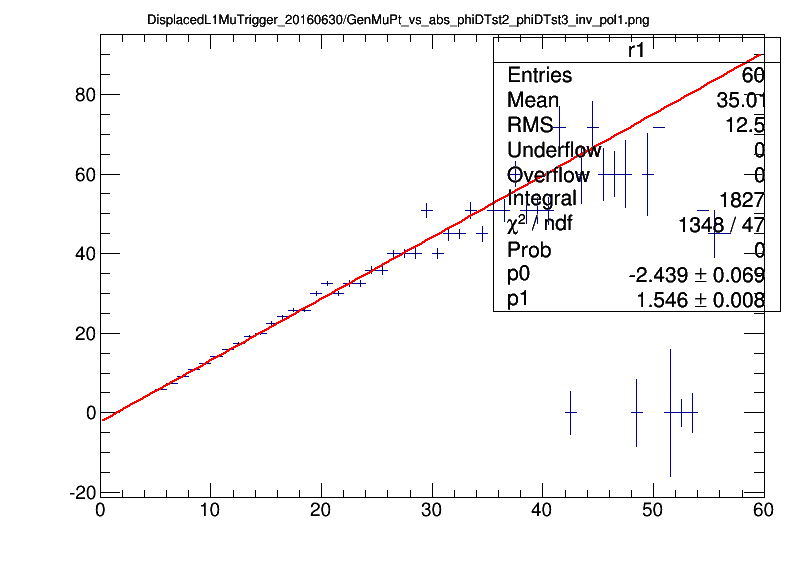 DisplacedL1MuTrigger_20160630/GenMuPt_vs_abs_phiDTst2_phiDTst3_inv_pol1.png
r1
Entries 60
Mean 35.01
RMS 12.5
Underflow 0
Overflow 0
Integral 1827
χ² / ndf 1348 / 47
Prob 0
p0 -2.439 ± 0.069
p1 1.546 ± 0.008
80
60
40
20
0
-20
0 10 20 30 40 50 60